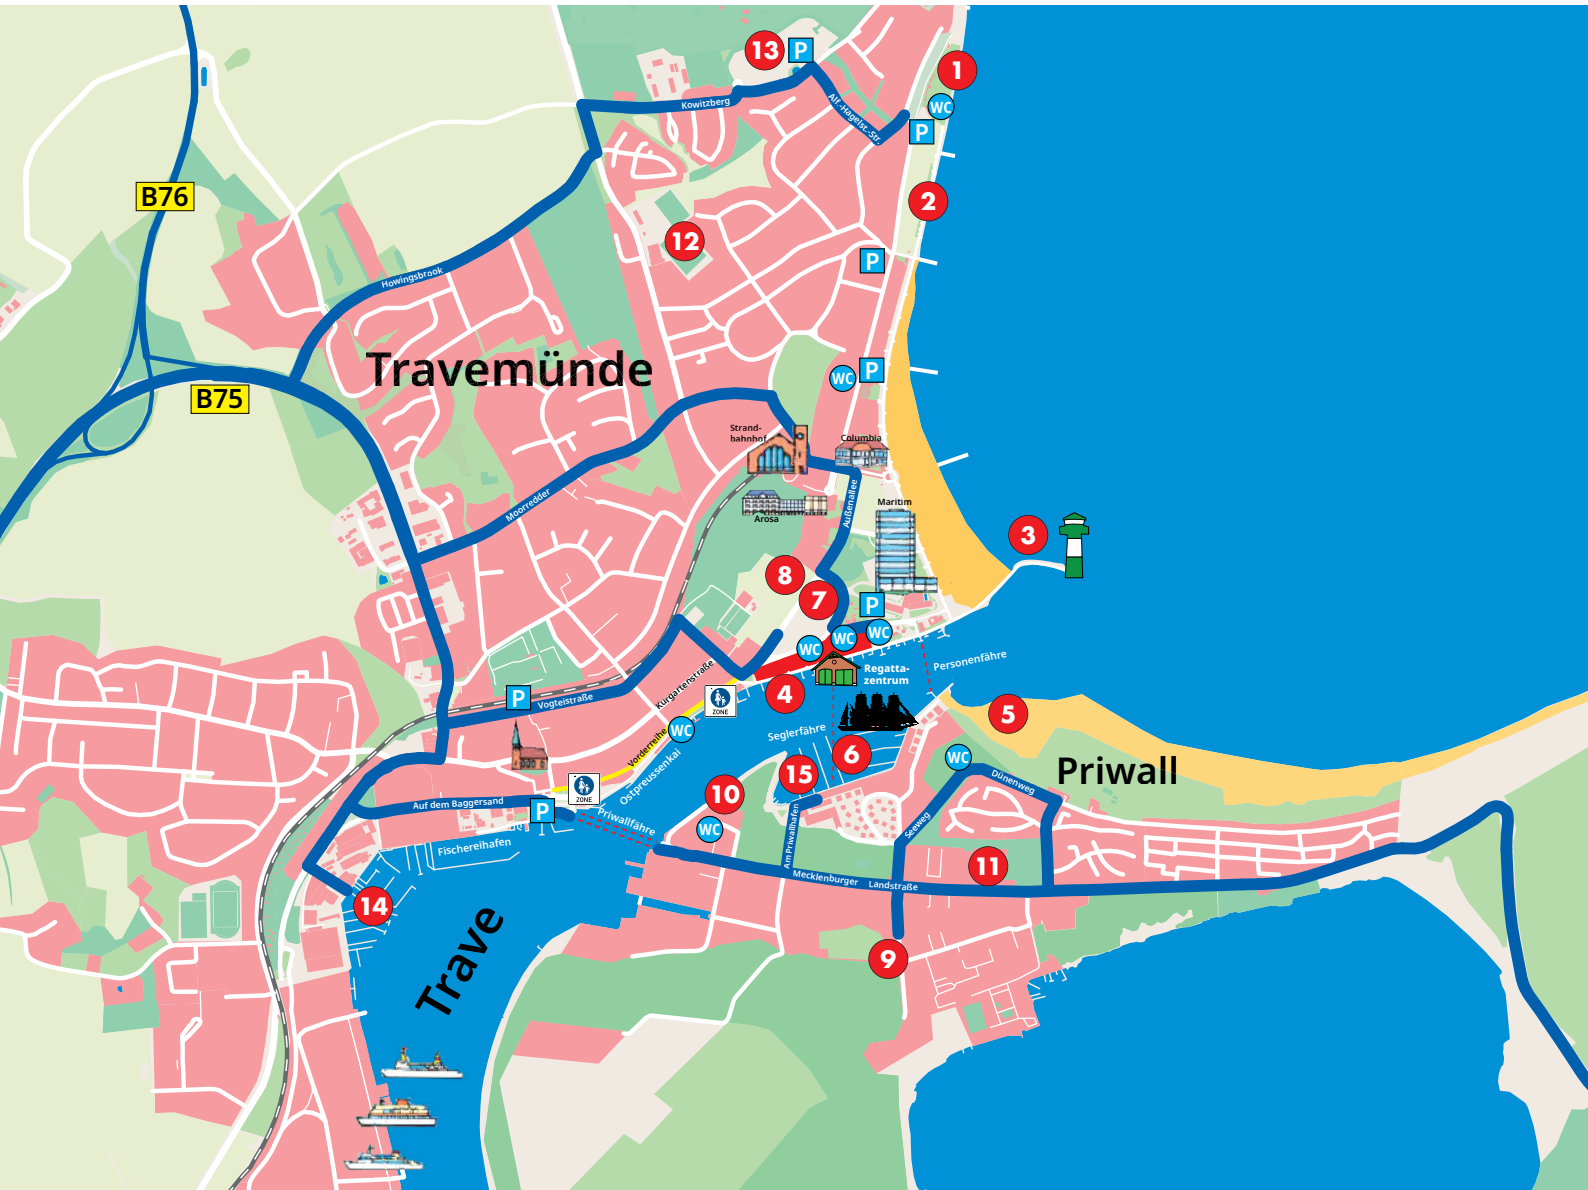 13
P
1
Kowitzberg
Alf.-Hagelst.-Str.
WC
P
B76
2
12
P
Howingsbrook
Travemünde
WC
P
B75
Strand-
bahnhof
Columbia
Moorredder
Arosa
Außenallee
Maritim
3
8
7
P
WC
WC
WC
Regatta-
zentrum
Personenfähre
Kurgartenstraße
4
P
Vogteistraße
ZONE
5
WC
Vorderreihe
Ostpreussenkai
Seglerfähre
6
WC
Priwall
15
Dünenweg
ZONE
10
Auf dem Baggersand
P
Priwallfähre
WC
Seeweg
Am Priwallhafen
Fischereihafen
11
Mecklenburger Landstraße
14
Trave
9